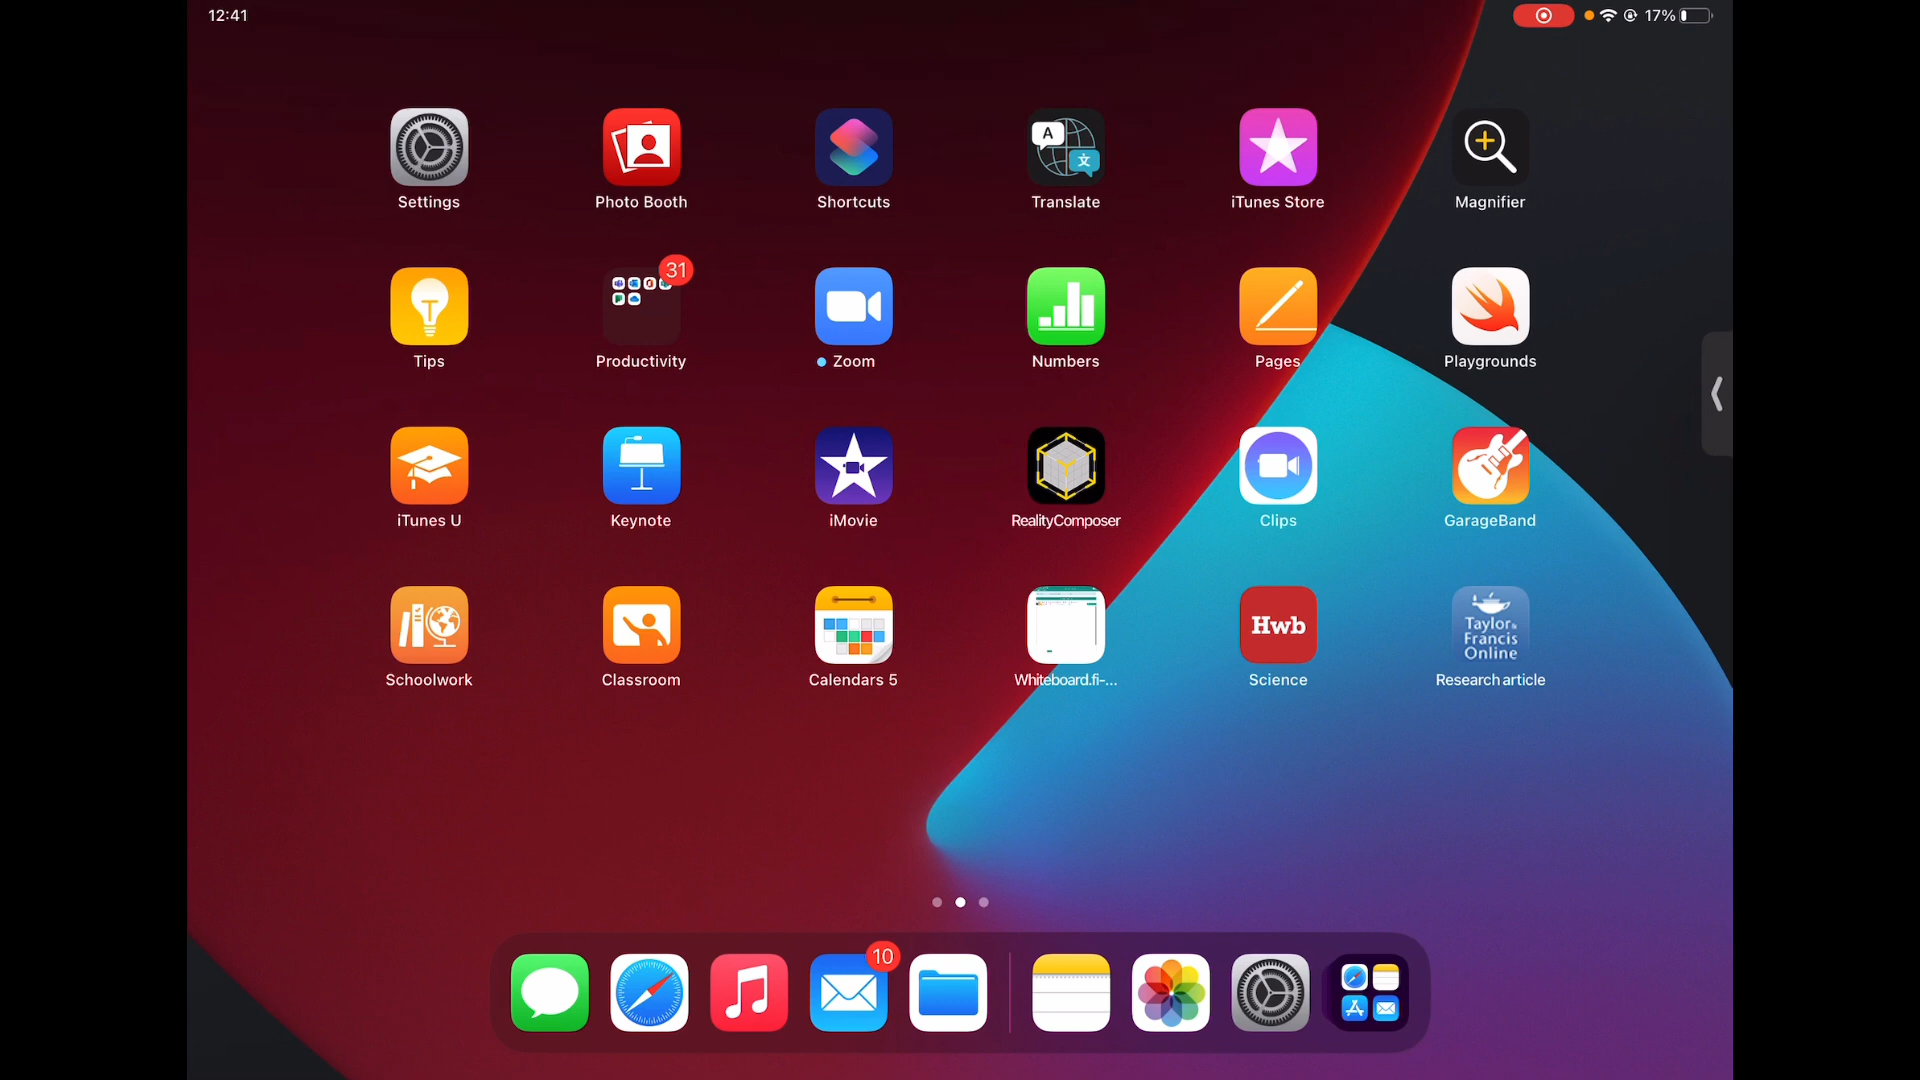 12:41
17%
Settings
Photo Booth
Shortcuts
A
文
Translate
iTunes Store
Magnifier
Tips
31
Productivity
Zoom
Numbers
Pages
Playgrounds
iTunes U
Keynote
iMovie
RealityComposer
Clips
GarageBand
Schoolwork
Classroom
Calendars 5
Whiteboard.fi-...
Hwb
Science
Taylor &
Francis
Online
Research article
10